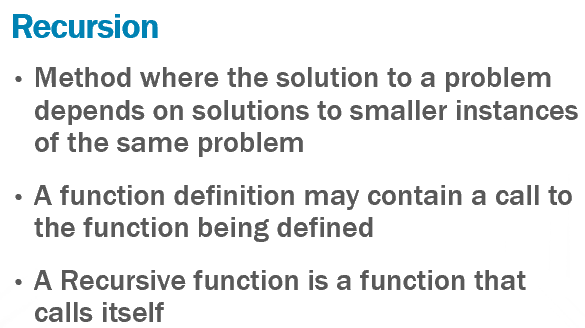 Recursion
• Method where the solution to a problem
depends on solutions to smaller instances
of the same problem
• A function definition may contain a call to
the function being defined
• A Recursive function is a function that
calls itself